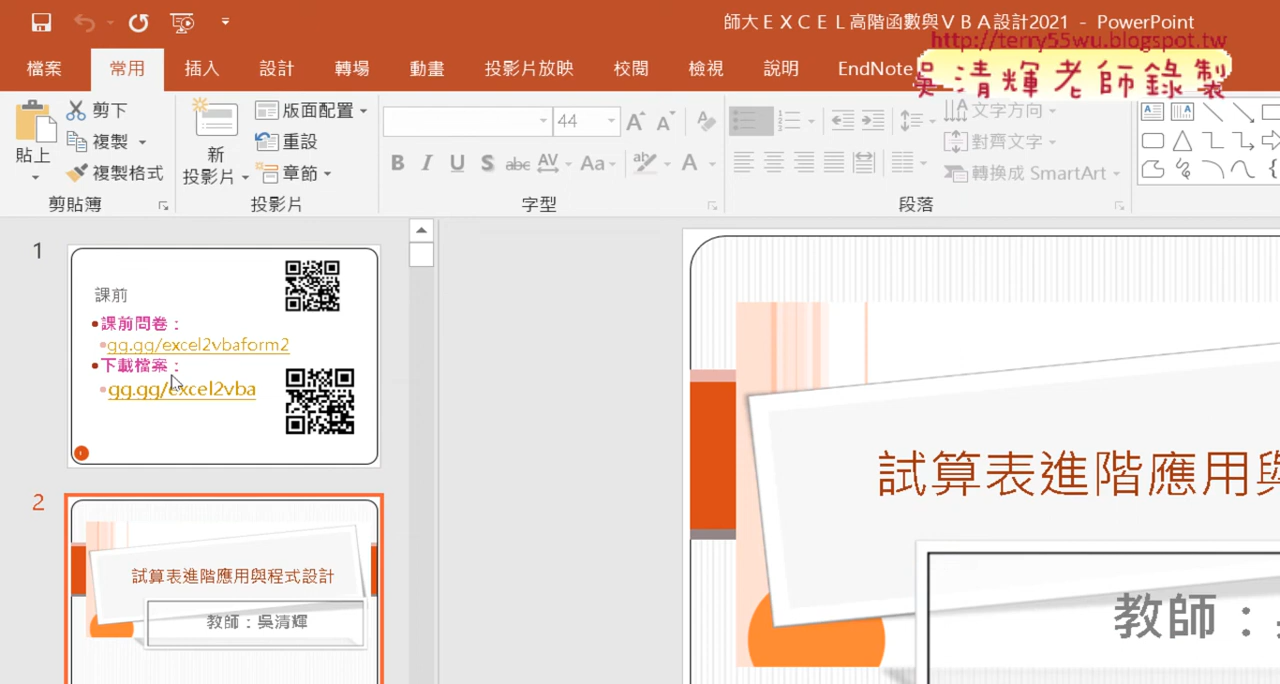 師大ＥＸＣＥＬ高階函數與ＶＢＡ設計2021 - PowerPoint
http://terry55wu.blogspot.tw
吳清輝老師錄製
檔案 常用 插入 設計 轉場 動畫 投影片放映 校閱 檢視 說明 EndNote
貼上 剪下 複製 複製格式
新投影片 版面配置 重設 章節
44
B I U S abc AV Aa A
文字方向
對齊文字
轉換成 SmartArt
剪貼簿 投影片 字型 段落
1
課前
課前問卷：
gg.gg/excel2vbaform2
下載檔案：
gg.gg/excel2vba
2
試算表進階應用與程式設計
教師：吳清輝
試算表進階應用與
教師：